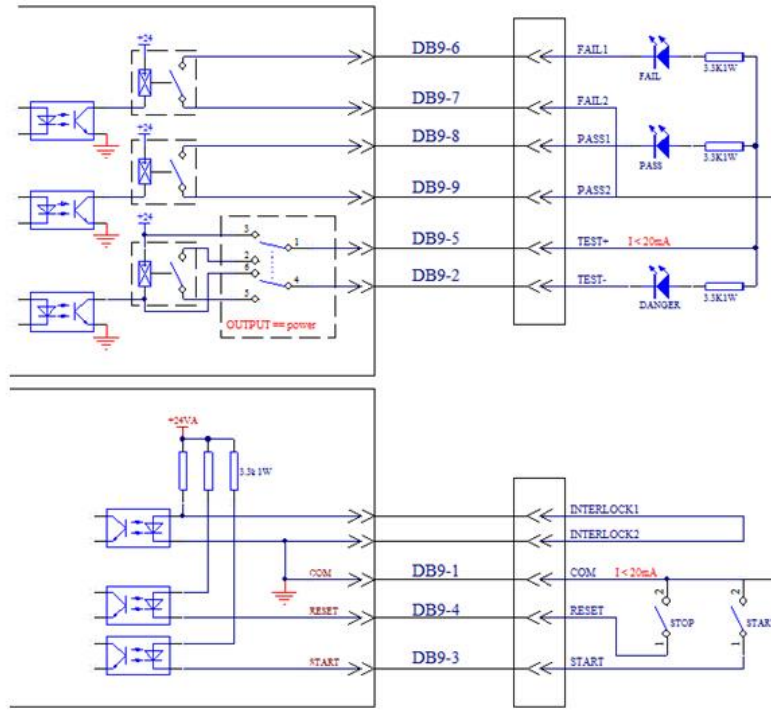 +24
DB9-6
FAIL1
FAIL
3.3K1W
DB9-7
FAIL2
+24
DB9-8
PASS1
PASS
3.3K1W
DB9-9
PASS2
+24
3
1
DB9-5
TEST+
I < 20mA
2
6
4
DB9-2
TEST-
5
DANGER
3.3K1W
OUTPUT == power
+24VA
3.3k 1W
INTERLOCK1
INTERLOCK2
COM
DB9-1
COM
I < 20mA
RESET
DB9-4
RESET
2
2
STOP
STAR
1
1
START
DB9-3
START